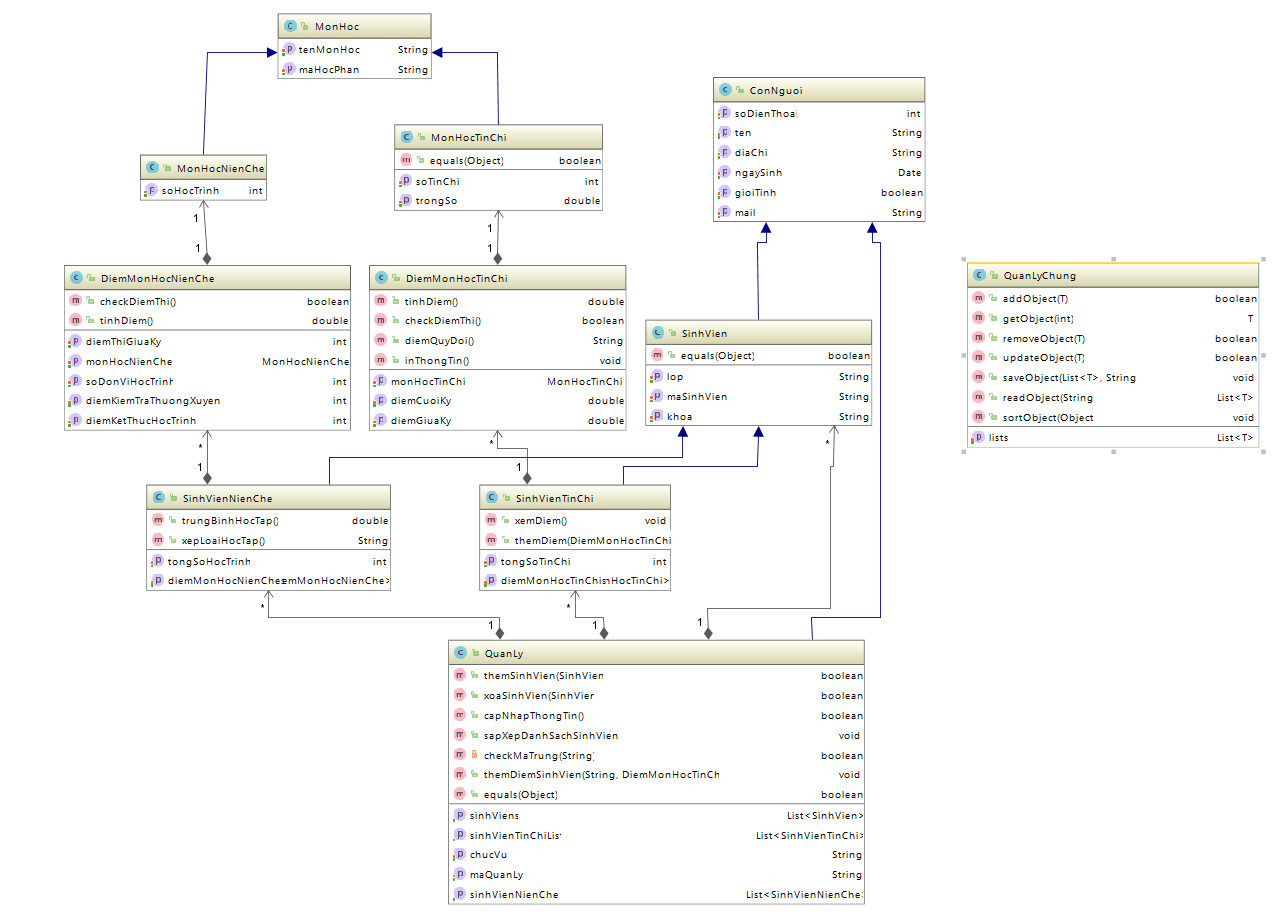 MonHoc
tenMonHoc String
maHocPhan String
ConNguoi
soDienThoai int
ten String
diaChi String
ngaySinh Date
gioiTinh boolean
mail String
MonHocTinChi
equals(Object) boolean
soTinChi int
trongSo double
MonHocNienChe
soHocTrinh int
1
1
1
1
DiemMonHocNienChe
checkDiemThi() boolean
tinhDiem() double
diemThiGiuaKy int
monHocNienChe MonHocNienChe
soDonViHocTrinh int
diemKiemTraThuongXuyen int
diemKetThucHocTrinh int
DiemMonHocTinChi
tinhDiem() double
checkDiemThi() boolean
diemQuyDoi() String
inThongTin() void
monHocTinChi MonHocTinChi
diemCuoiKy double
diemGiuaKy double
QuanLyChung
addObject(T) boolean
getObject(int) T
removeObject(T) boolean
updateObject(T) boolean
saveObject(List<T>, String void
readObject(String List<T>
sortObject(Object void
lists List<T>
SinhVien
equals(Object) boolean
lop String
maSinhVien String
khoa String
*
1
*
1
*
SinhVienNienChe
trungBinhHocTap() double
xepLoaiHocTap() String
tongSoHocTrinh int
diemMonHocNienChes emMonHocNienChe>
SinhVienTinChi
xemDiem() void
themDiem(DiemMonHocTinChi
tongSoTinChi int
diemMonHocTinChis nHocTinChi>
*
1
*
1
1
QuanLy
themSinhVien(SinhVien boolean
xoaSinhVien(SinhVien boolean
capNhapThongTin() boolean
sapXepDanhSachSinhVien void
checkMaTrung(String) boolean
themDiemSinhVien(String, DiemMonHocTinCh void
equals(Object) boolean
sinhViens List<SinhVien>
sinhVienTinChiList List<SinhVienTinChi>
chucVu String
maQuanLy String
sinhVienNienChe List<SinhVienNienChe>